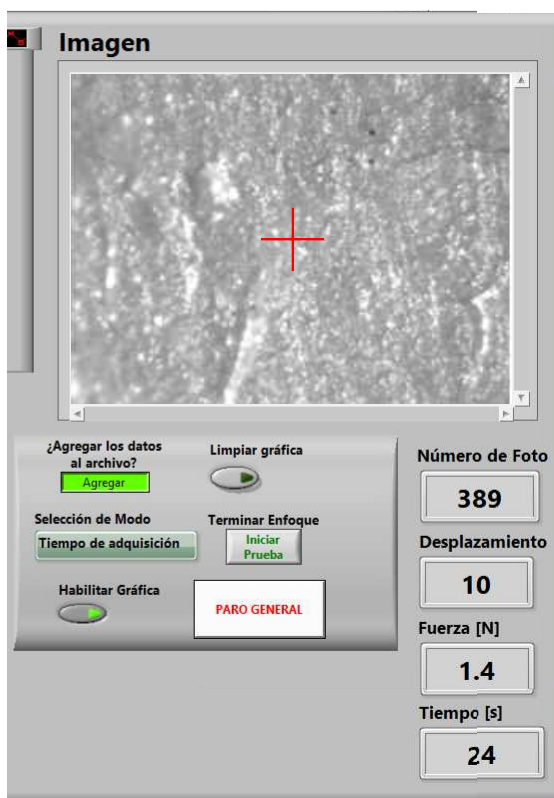 Imagen
¿Agregar los datos
al archivo?
Agregar
Limpiar gráfica
Selección de Modo
Tiempo de adquisición
Terminar Enfoque
Iniciar
Prueba
Habilitar Gráfica
PARO GENERAL
Número de Foto
389
Desplazamiento
10
Fuerza [N]
1.4
Tiempo [s]
24